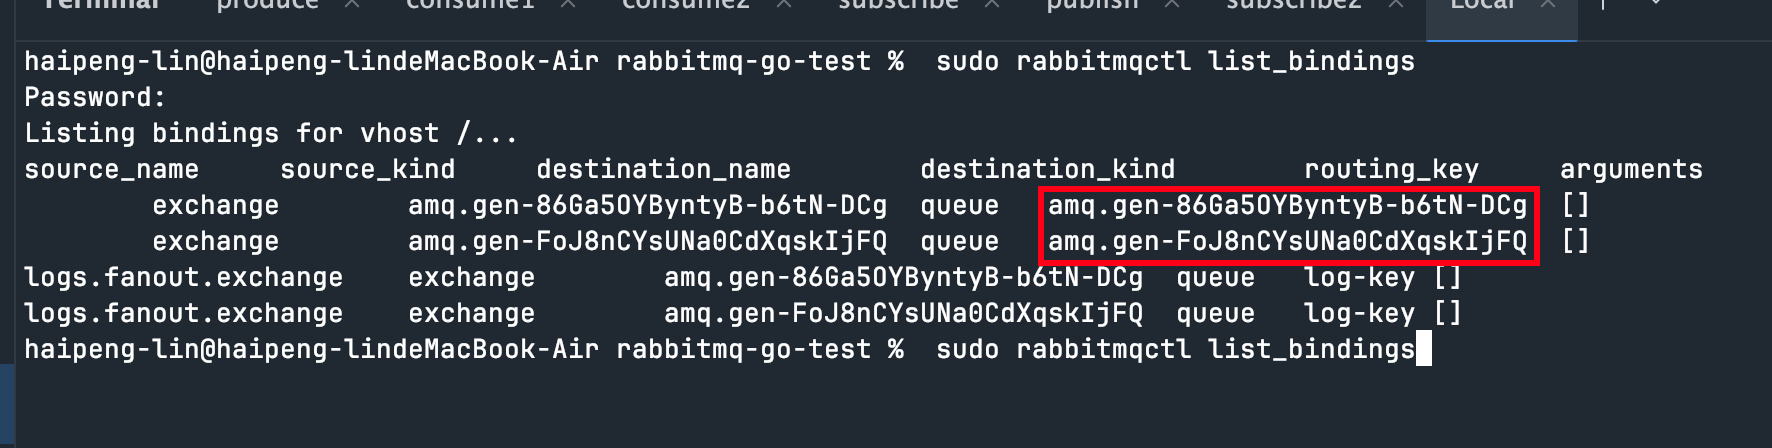 Terminal produce consume1 consume2 subscribe publish subscribe2 Local
haipeng-lin@haipeng-lindeMacBook-Air rabbitmq-go-test %  sudo rabbitmqctl list_bindings
Password:
Listing bindings for vhost /...
source_name source_kind destination_name destination_kind routing_key arguments
exchange amq.gen-86Ga5OYByntyB-b6tN-DCg queue amq.gen-86Ga5OYByntyB-b6tN-DCg []
exchange amq.gen-FoJ8nCYsUNa0CdXqskIjFQ queue amq.gen-FoJ8nCYsUNa0CdXqskIjFQ []
logs.fanout.exchange exchange amq.gen-86Ga5OYByntyB-b6tN-DCg queue log-key []
logs.fanout.exchange exchange amq.gen-FoJ8nCYsUNa0CdXqskIjFQ queue log-key []
haipeng-lin@haipeng-lindeMacBook-Air rabbitmq-go-test %  sudo rabbitmqctl list_bindings